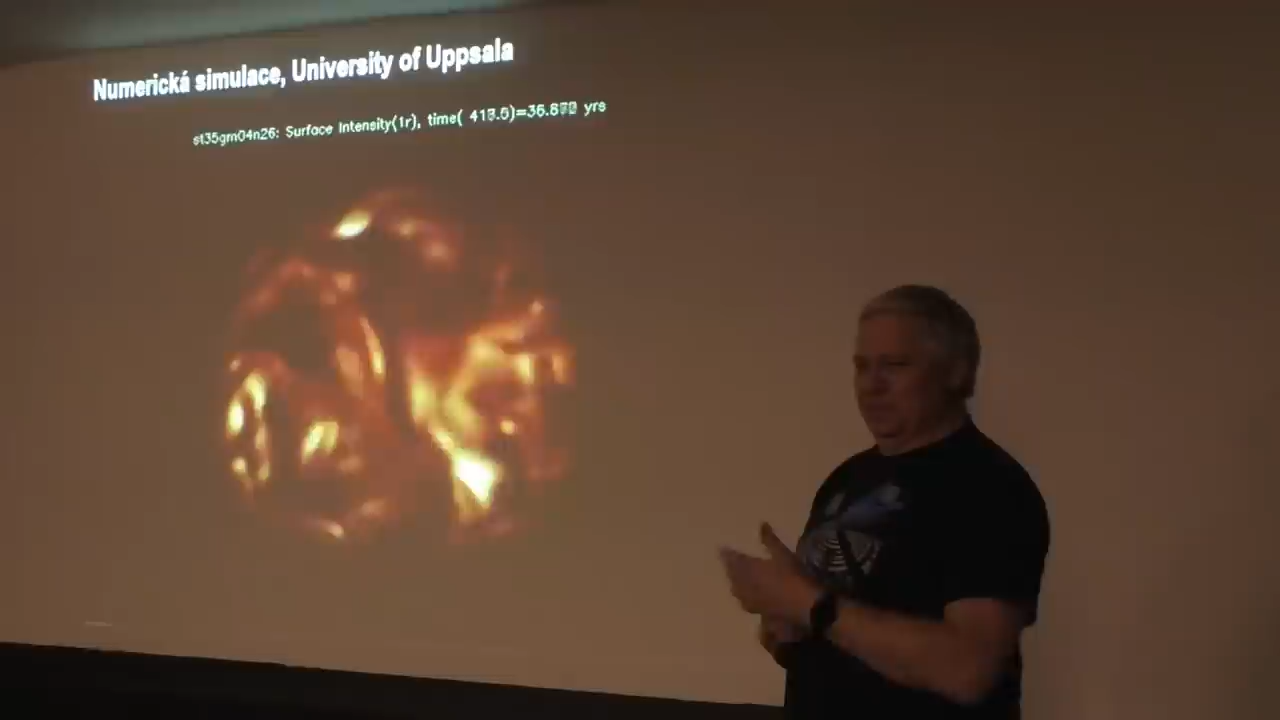 Numerická simulace, University of Uppsala
st35gm04n26: Surface Intensity(1r), time( yrs